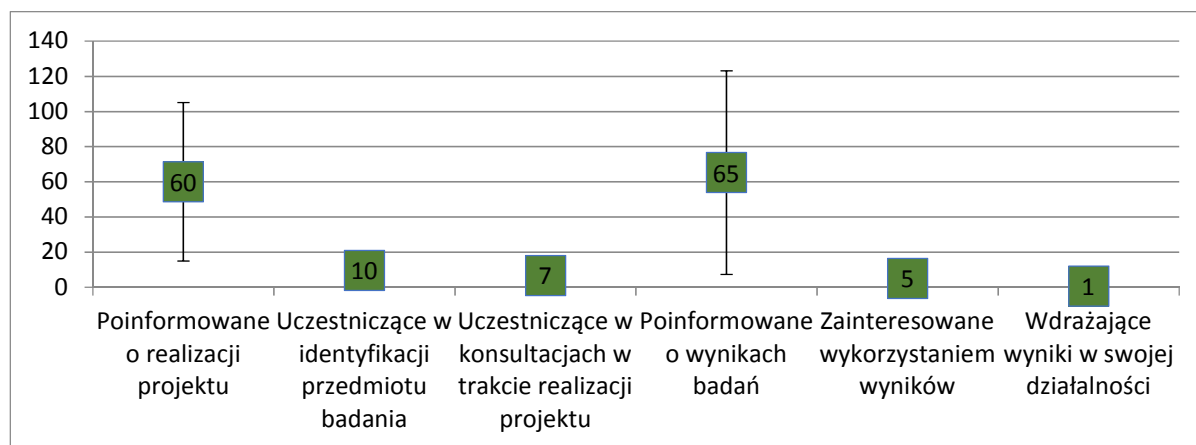 140
120
100
80
60
40
20
0
60
10
7
65
5
1
Poinformowane
o realizacji
projektu
Uczestniczące w
identyfikacji
przedmiotu
badania
Uczestniczące w
konsultacjach w
trakcie realizacji
projektu
Poinformowane
o wynikach
badań
Zainteresowane
wykorzystaniem
wyników
Wdrażające
wyniki w swojej
działalności